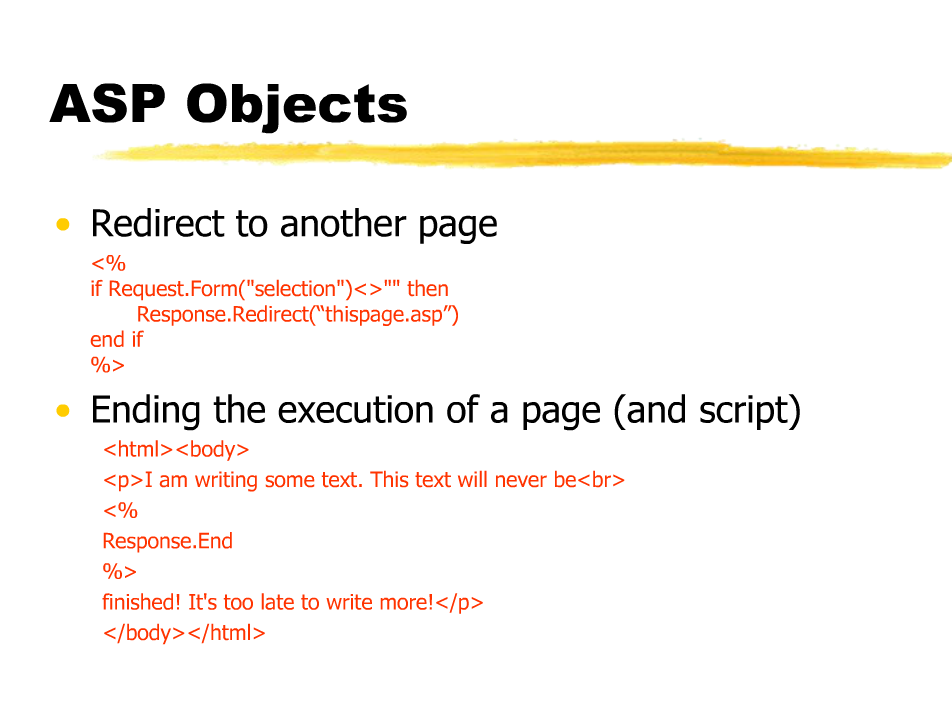 ASP Objects
• Redirect to another page
<%
if Request.Form("selection")<>"" then
Response.Redirect(“thispage.asp”)
end if
%>
• Ending the execution of a page (and script)
<html><body>
<p>I am writing some text. This text will never be<br>
<%
Response.End
%>
finished! It's too late to write more!</p>
</body></html>